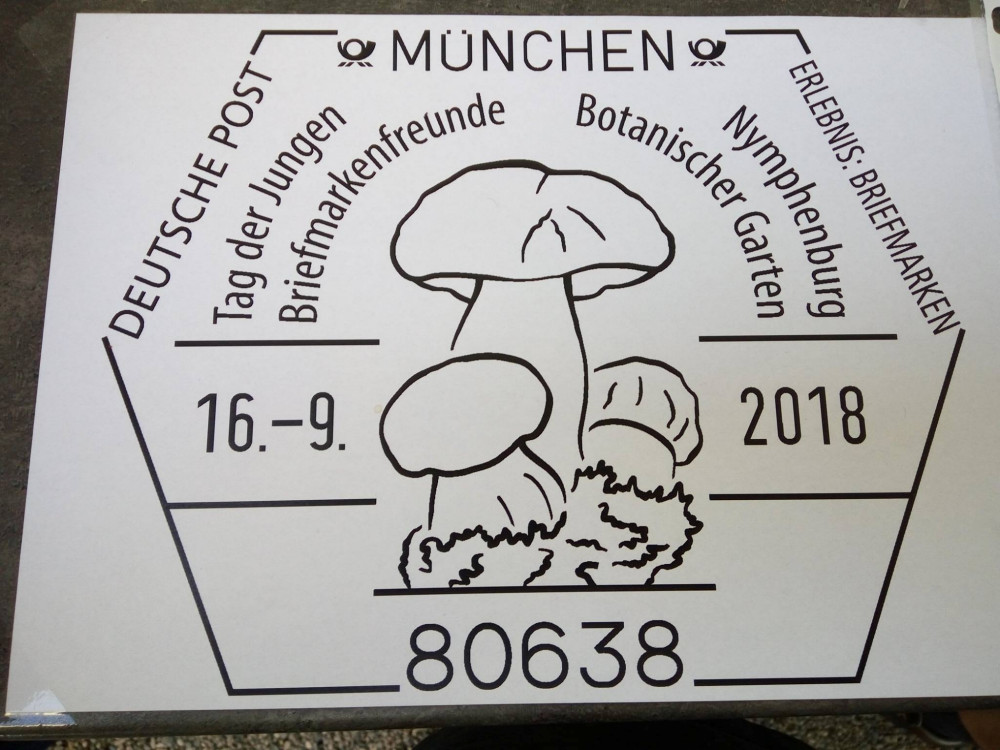 MÜNCHEN
DEUTSCHE POST
Tag der Jungen
Briefmarkenfreunde
Botanischer Garten
Nymphenburg
ERLEBNIS: BRIEFMARKEN
16.–9.
2018
80638